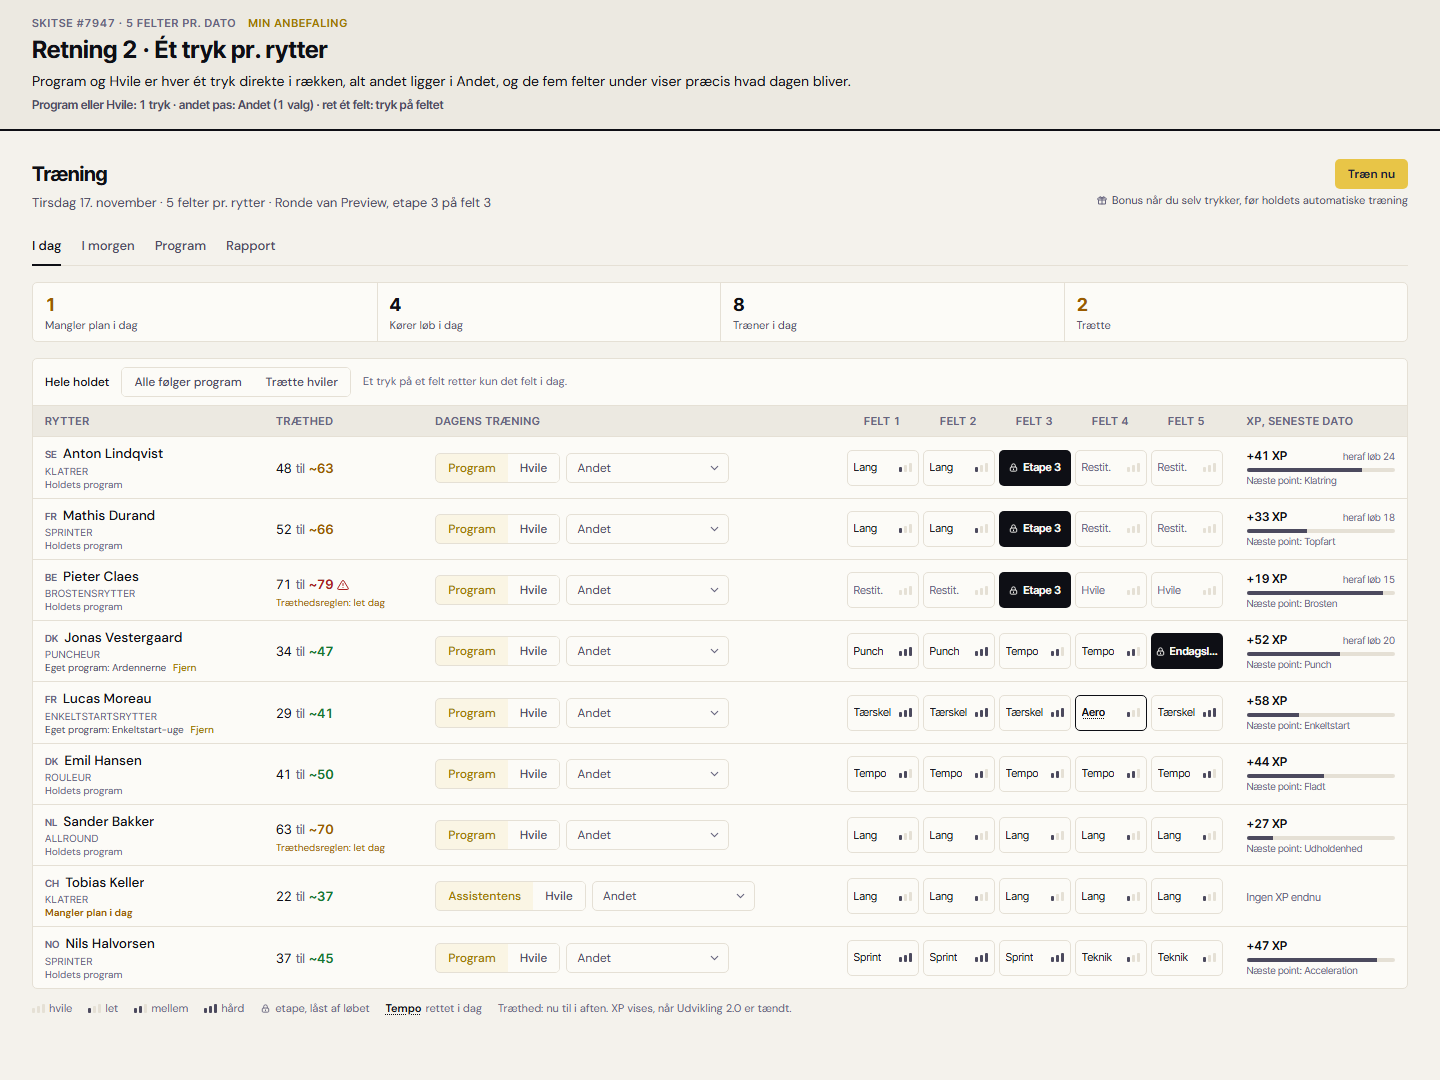 SKITSE #7947 · 5 FELTER PR. DATO MIN ANBEFALING
Retning 2 · Ét tryk pr. rytter
Program og Hvile er hver ét tryk direkte i rækken, alt andet ligger i Andet, og de fem felter under viser præcis hvad dagen bliver.
Program eller Hvile: 1 tryk · andet pas: Andet (1 valg) · ret ét felt: tryk på feltet
Træning
Træn nu
Tirsdag 17. november · 5 felter pr. rytter · Ronde van Preview, etape 3 på felt 3
Bonus når du selv trykker, før holdets automatiske træning
I dag I morgen Program Rapport
1 4 8 2
Mangler plan i dag Kører løb i dag Træner i dag Trætte
Hele holdet Alle følger program Trætte hviler Et tryk på et felt retter kun det felt i dag.
RYTTER TRÆTHED DAGENS TRÆNING FELT 1 FELT 2 FELT 3 FELT 4 FELT 5 XP, SENESTE DATO
SE Anton Lindqvist
KLATRER
Holdets program
48 til ~63 Program Hvile Andet Lang Lang Etape 3 Restit. Restit.
+41 XP heraf løb 24
Næste point: Klatring
FR Mathis Durand
SPRINTER
Holdets program
52 til ~66 Program Hvile Andet Lang Lang Etape 3 Restit. Restit.
+33 XP heraf løb 18
Næste point: Topfart
BE Pieter Claes
BROSTENSRYTTER
Holdets program
71 til ~79
Træthedsreglen: let dag
Program Hvile Andet Restit. Restit. Etape 3 Hvile Hvile
+19 XP heraf løb 15
Næste point: Brosten
DK Jonas Vestergaard
PUNCHEUR
Eget program: Ardennerne Fjern
34 til ~47 Program Hvile Andet Punch Punch Tempo Tempo Endagsl...
+52 XP heraf løb 20
Næste point: Punch
FR Lucas Moreau
ENKELTSTARTSRYTTER
Eget program: Enkeltstart-uge Fjern
29 til ~41 Program Hvile Andet Tærskel Tærskel Tærskel Aero Tærskel
+58 XP
Næste point: Enkeltstart
DK Emil Hansen
ROULEUR
Holdets program
41 til ~50 Program Hvile Andet Tempo Tempo Tempo Tempo Tempo
+44 XP
Næste point: Fladt
NL Sander Bakker
ALLROUND
Holdets program
63 til ~70
Træthedsreglen: let dag
Program Hvile Andet Lang Lang Lang Lang Lang
+27 XP
Næste point: Udholdenhed
CH Tobias Keller
KLATRER
Mangler plan i dag
22 til ~37 Assistentens Hvile Andet Lang Lang Lang Lang Lang
Ingen XP endnu
NO Nils Halvorsen
SPRINTER
Holdets program
37 til ~45 Program Hvile Andet Sprint Sprint Sprint Teknik Teknik
+47 XP
Næste point: Acceleration
hvile let mellem hård etape, låst af løbet Tempo rettet i dag Træthed: nu til i aften. XP vises, når Udvikling 2.0 er tændt.